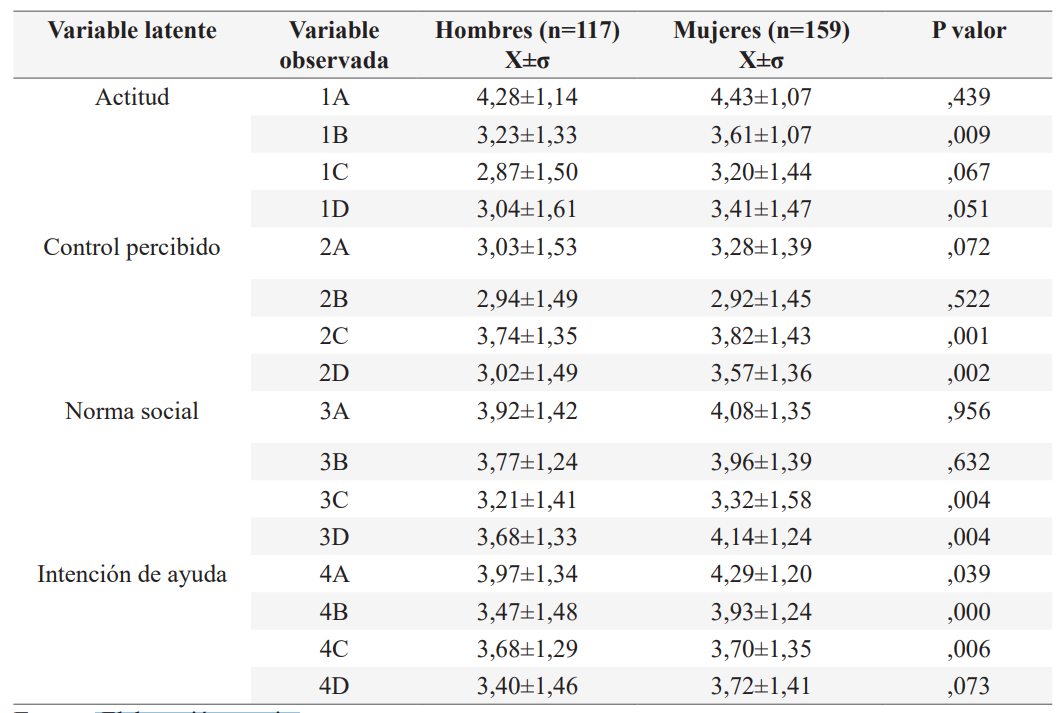 Variable latente Variable observada Hombres (n=117) X±σ Mujeres (n=159) X±σ P valor
Actitud 1A 4,28±1,14 4,43±1,07 ,439
1B 3,23±1,33 3,61±1,07 ,009
1C 2,87±1,50 3,20±1,44 ,067
1D 3,04±1,61 3,41±1,47 ,051
Control percibido 2A 3,03±1,53 3,28±1,39 ,072
2B 2,94±1,49 2,92±1,45 ,522
2C 3,74±1,35 3,82±1,43 ,001
2D 3,02±1,49 3,57±1,36 ,002
Norma social 3A 3,92±1,42 4,08±1,35 ,956
3B 3,77±1,24 3,96±1,39 ,632
3C 3,21±1,41 3,32±1,58 ,004
3D 3,68±1,33 4,14±1,24 ,004
Intención de ayuda 4A 3,97±1,34 4,29±1,20 ,039
4B 3,47±1,48 3,93±1,24 ,000
4C 3,68±1,29 3,70±1,35 ,006
4D 3,40±1,46 3,72±1,41 ,073